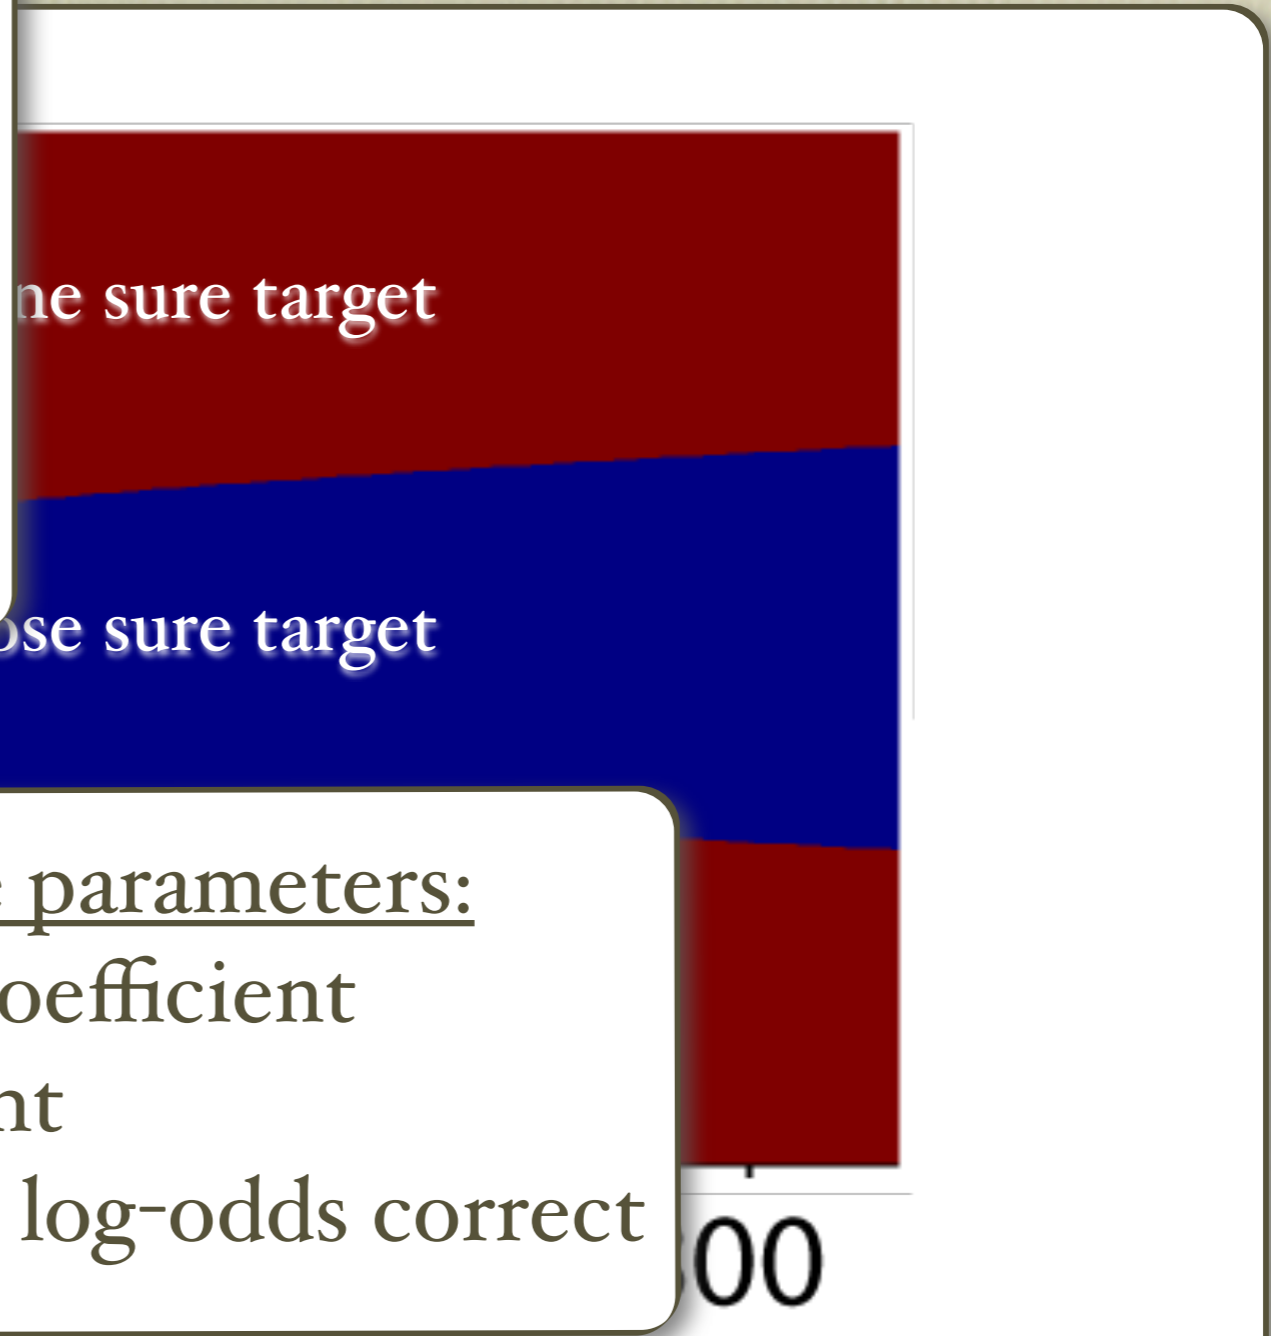 ne sure target
ose sure target
parameters:
oefficient
nt
log-odds correct
00